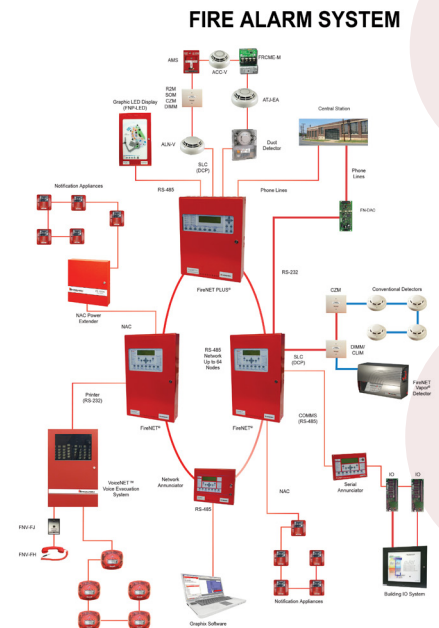 FIRE ALARM SYSTEM
AMS
ACC-V
FRCME-M
R2M
SOM
CZM
DIMM
ATJ-EA
Graphic LED Display
(FNP-LED)
Central Station
ALN-V
Duct
Detector
SLC
(DCP)
Phone
Lines
RS-485
Phone Lines
Notification Appliances
FN-DAC
RS-232
FireNET PLUS®
CZM
Conventional Detectors
NAC Power
Extender
NAC
RS-485
Network
Up to 64
Nodes
SLC
(DCP)
DIMM/
CLIM
FireNET
Vapor®
Detector
Printer
(RS-232)
FireNET®
FireNET®
COMMS
(RS-485)
VoiceNET™
Voice Evacuation
System
Network
Annunciator
Serial
Annunciator
IO
IO
NAC
RS-485
FNV-FJ
FNV-FH
Building IO System
Notification Appliances
Graphix Software